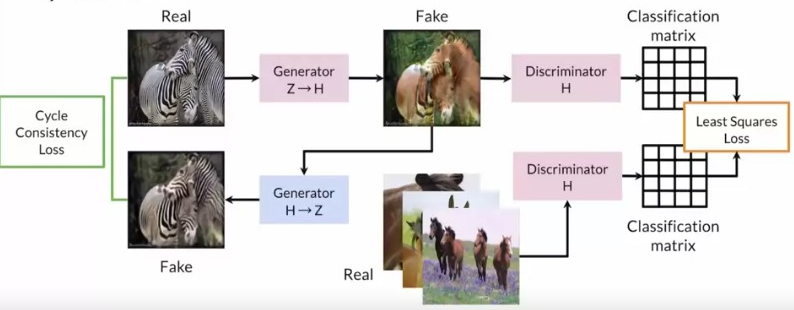 Real
Fake
Classification
matrix
Generator
Z→H
Discriminator
H
Cycle
Consistency
Loss
Least Squares
Loss
Generator
H→Z
Discriminator
H
Fake
Real
Classification
matrix